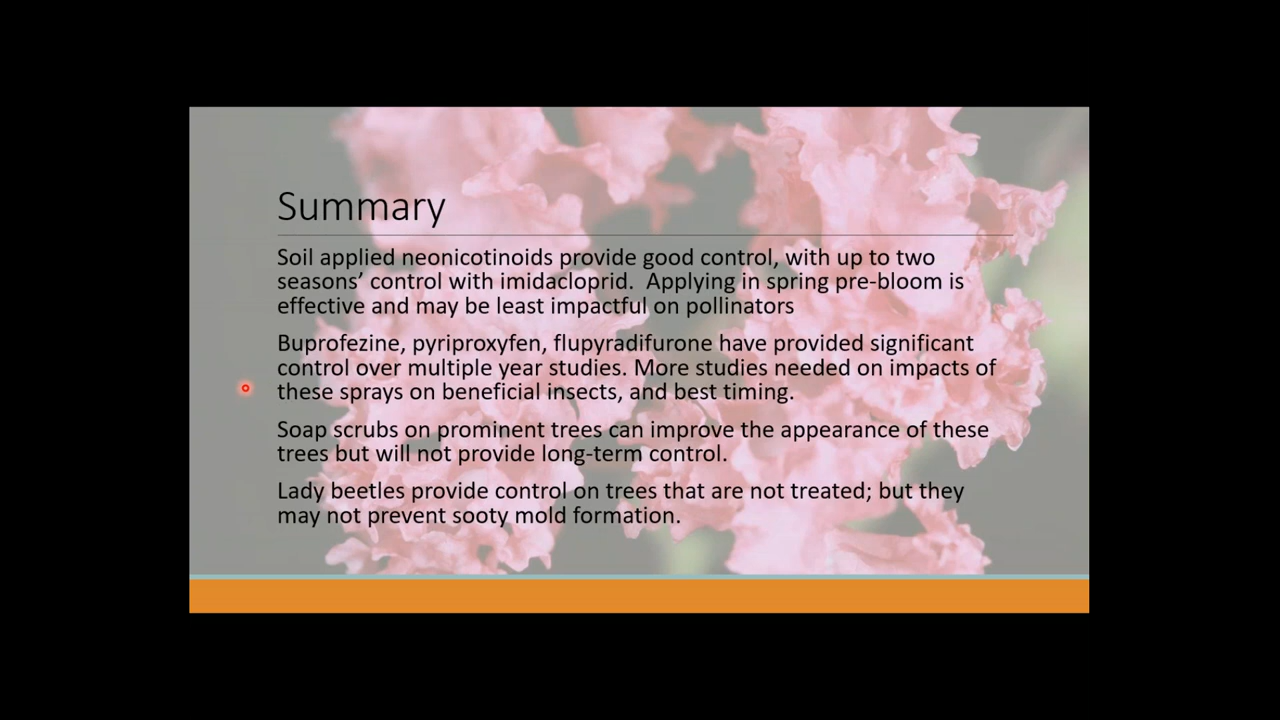 Summary
Soil applied neonicotinoids provide good control, with up to two
seasons’ control with imidacloprid.  Applying in spring pre-bloom is
effective and may be least impactful on pollinators
Buprofezine, pyriproxyfen, flupyradifurone have provided significant
control over multiple year studies. More studies needed on impacts of
these sprays on beneficial insects, and best timing.
Soap scrubs on prominent trees can improve the appearance of these
trees but will not provide long-term control.
Lady beetles provide control on trees that are not treated; but they
may not prevent sooty mold formation.